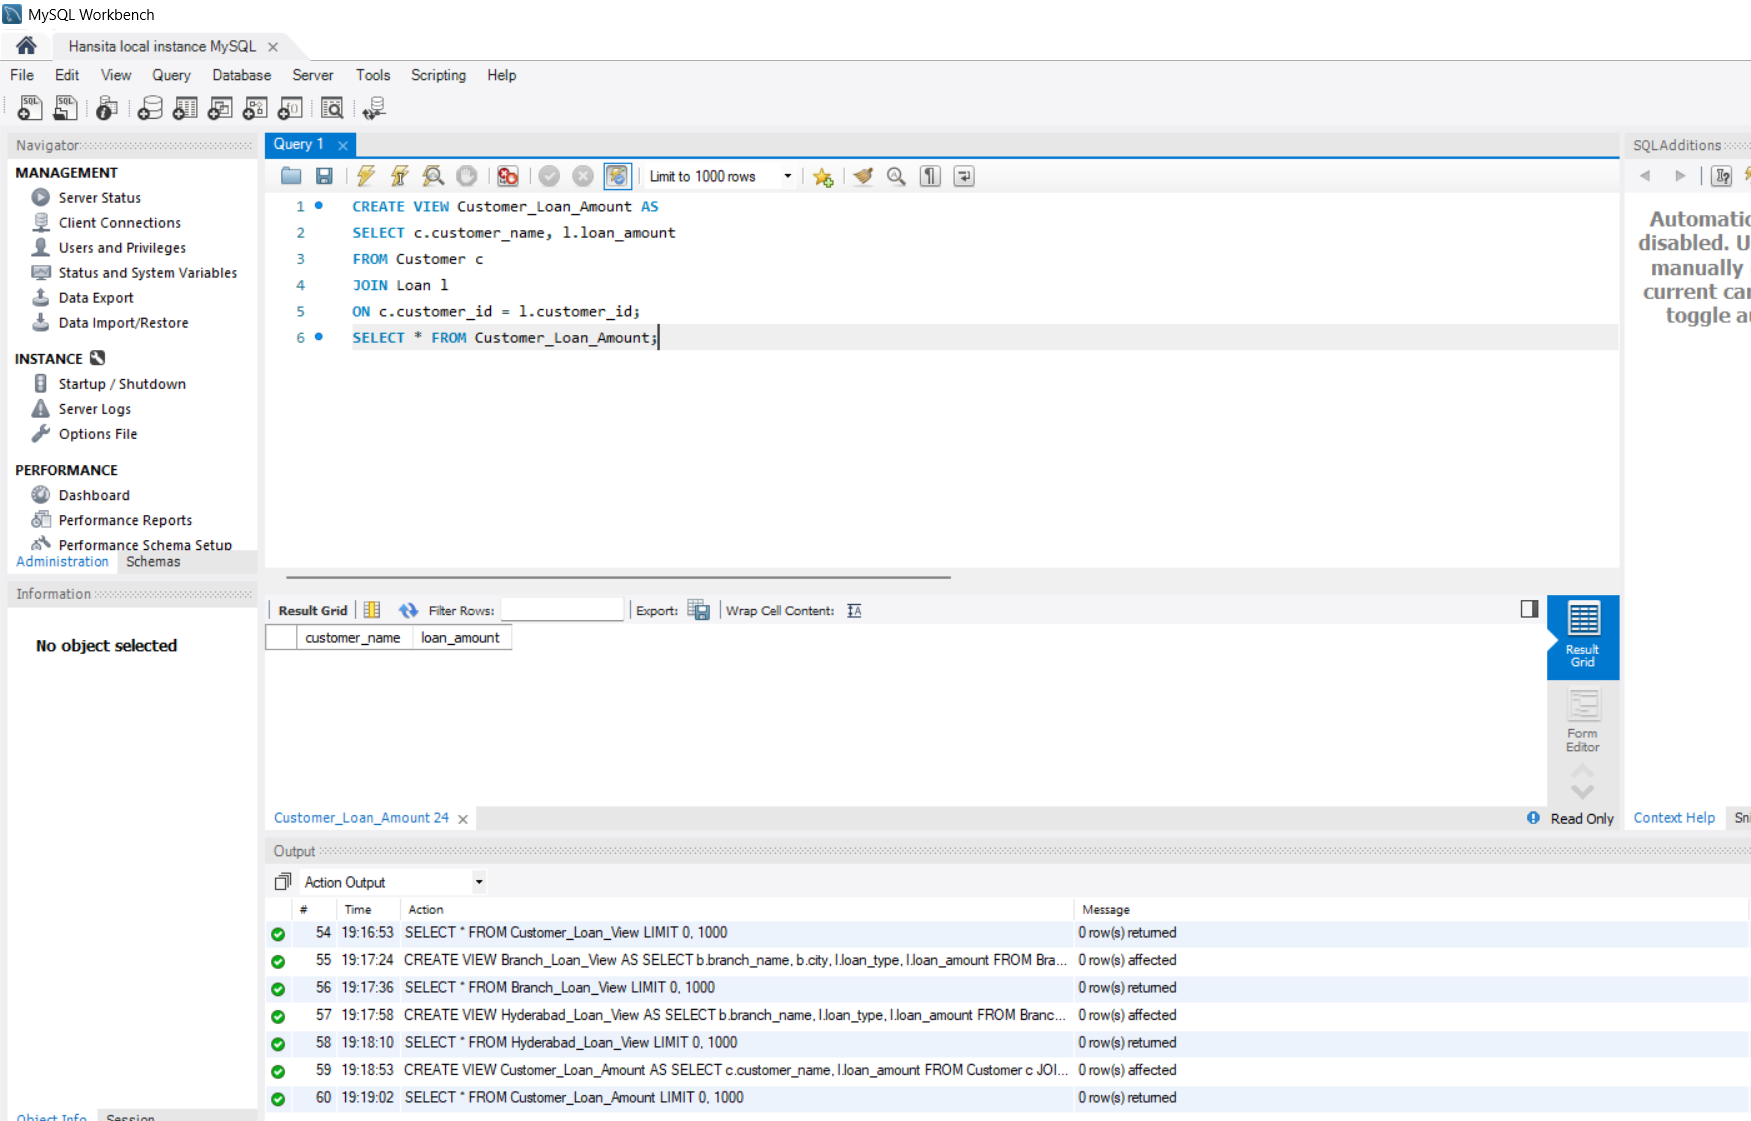 MySQL Workbench
Hansita local instance MySQL
File Edit View Query Database Server Tools Scripting Help
Navigator
MANAGEMENT
Server Status
Client Connections
Users and Privileges
Status and System Variables
Data Export
Data Import/Restore
INSTANCE
Startup / Shutdown
Server Logs
Options File
PERFORMANCE
Dashboard
Performance Reports
Performance Schema Setup
Administration Schemas
Information
No object selected
Object Info Session
Query 1
Limit to 1000 rows
1 CREATE VIEW Customer_Loan_Amount AS
2 SELECT c.customer_name, l.loan_amount
3 FROM Customer c
4 JOIN Loan l
5 ON c.customer_id = l.customer_id;
6 SELECT * FROM Customer_Loan_Amount;
Result Grid Filter Rows: Export: Wrap Cell Content:
customer_name loan_amount
Result
Grid
Form
Editor
Customer_Loan_Amount 24
Read Only
SQLAdditions
Automatic
disabled. U
manually
current car
toggle au
Context Help Sni
Output
Action Output
# Time Action Message
54 19:16:53 SELECT * FROM Customer_Loan_View LIMIT 0, 1000 0 row(s) returned
55 19:17:24 CREATE VIEW Branch_Loan_View AS SELECT b.branch_name, b.city, l.loan_type, l.loan_amount FROM Bra... 0 row(s) affected
56 19:17:36 SELECT * FROM Branch_Loan_View LIMIT 0, 1000 0 row(s) returned
57 19:17:58 CREATE VIEW Hyderabad_Loan_View AS SELECT b.branch_name, l.loan_type, l.loan_amount FROM Branc... 0 row(s) affected
58 19:18:10 SELECT * FROM Hyderabad_Loan_View LIMIT 0, 1000 0 row(s) returned
59 19:18:53 CREATE VIEW Customer_Loan_Amount AS SELECT c.customer_name, l.loan_amount FROM Customer c JOI... 0 row(s) affected
60 19:19:02 SELECT * FROM Customer_Loan_Amount LIMIT 0, 1000 0 row(s) returned